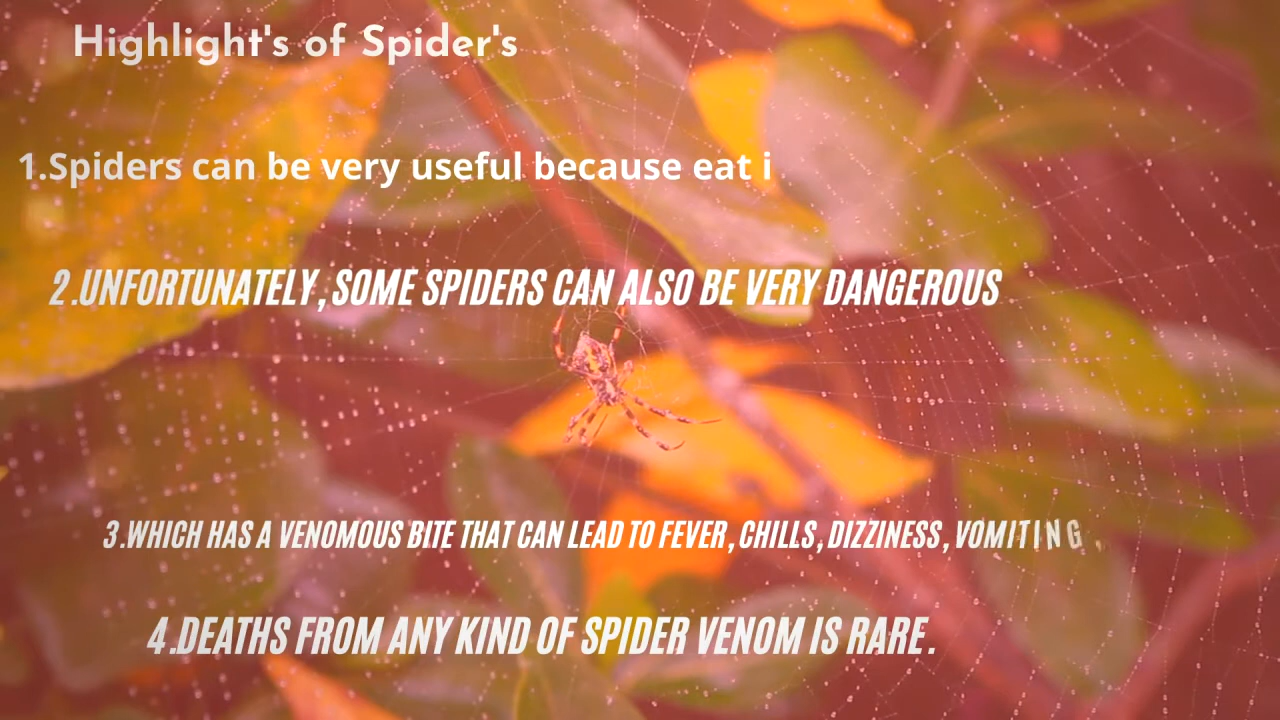 Highlight's of Spider's
1.Spiders can be very useful because eat i
2.UNFORTUNATELY, SOME SPIDERS CAN ALSO BE VERY DANGEROUS
3.WHICH HAS A VENOMOUS BITE THAT CAN LEAD TO FEVER, CHILLS, DIZZINESS, VOMITING.
4.DEATHS FROM ANY KIND OF SPIDER VENOM IS RARE.